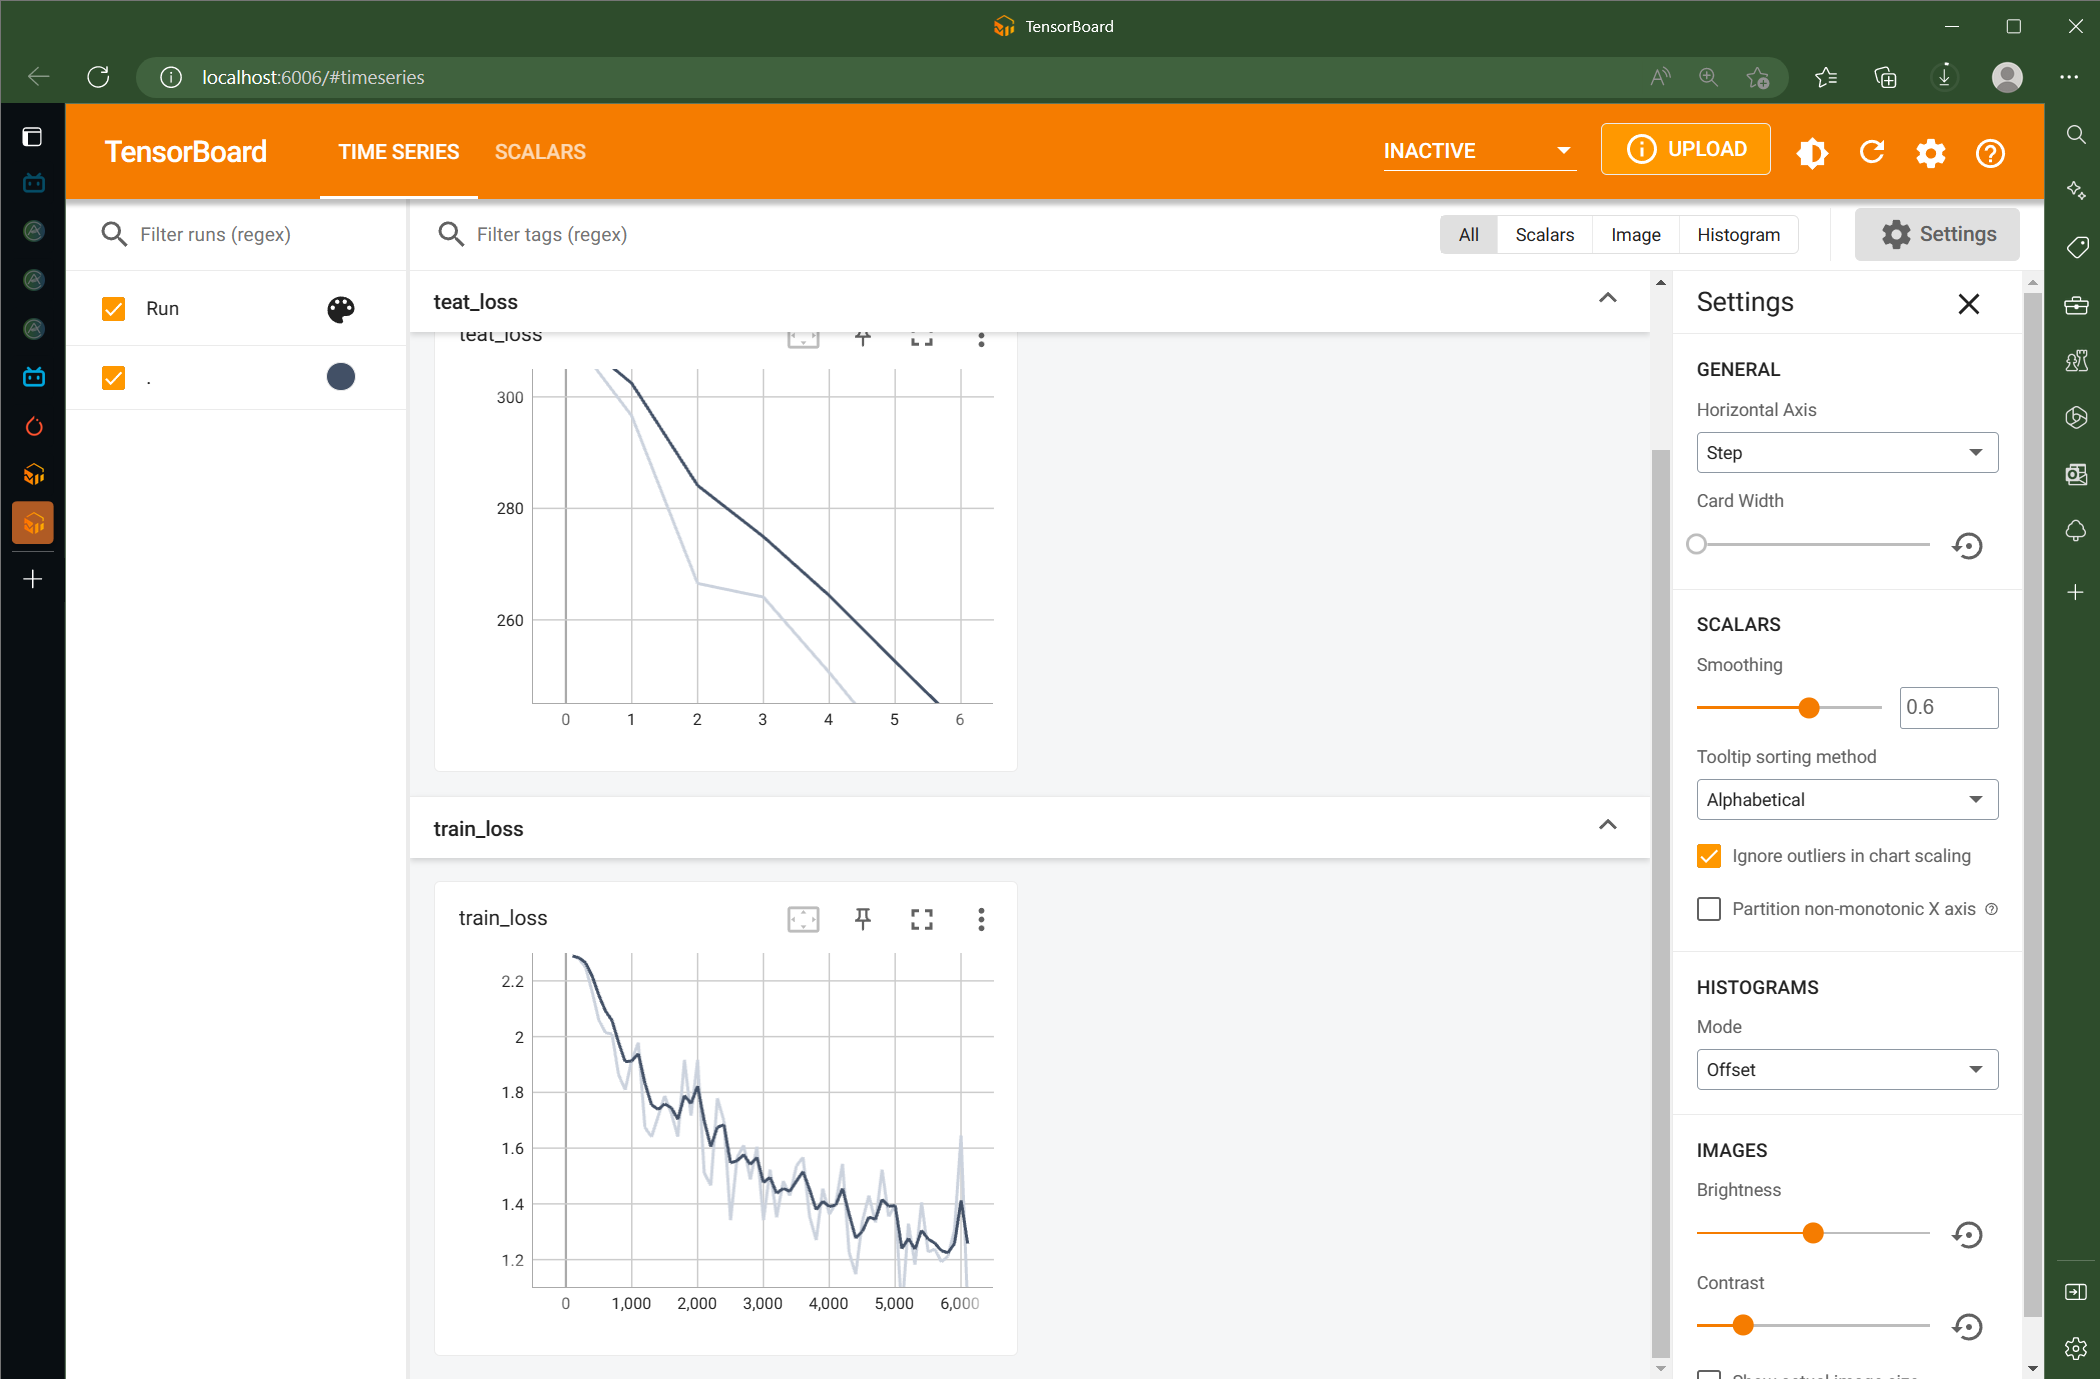 TensorBoard
localhost:6006/#timeseries
TensorBoard
TIME SERIES
SCALARS
INACTIVE
UPLOAD
Filter runs (regex)
Filter tags (regex)
All
Scalars
Image
Histogram
Settings
Run
.
teat_loss
teat_loss
300
280
260
0 1 2 3 4 5 6
train_loss
train_loss
2.2
2
1.8
1.6
1.4
1.2
0 1,000 2,000 3,000 4,000 5,000 6,000
Settings
GENERAL
Horizontal Axis
Step
Card Width
SCALARS
Smoothing
0.6
Tooltip sorting method
Alphabetical
Ignore outliers in chart scaling
Partition non-monotonic X axis
HISTOGRAMS
Mode
Offset
IMAGES
Brightness
Contrast
Show actual image size